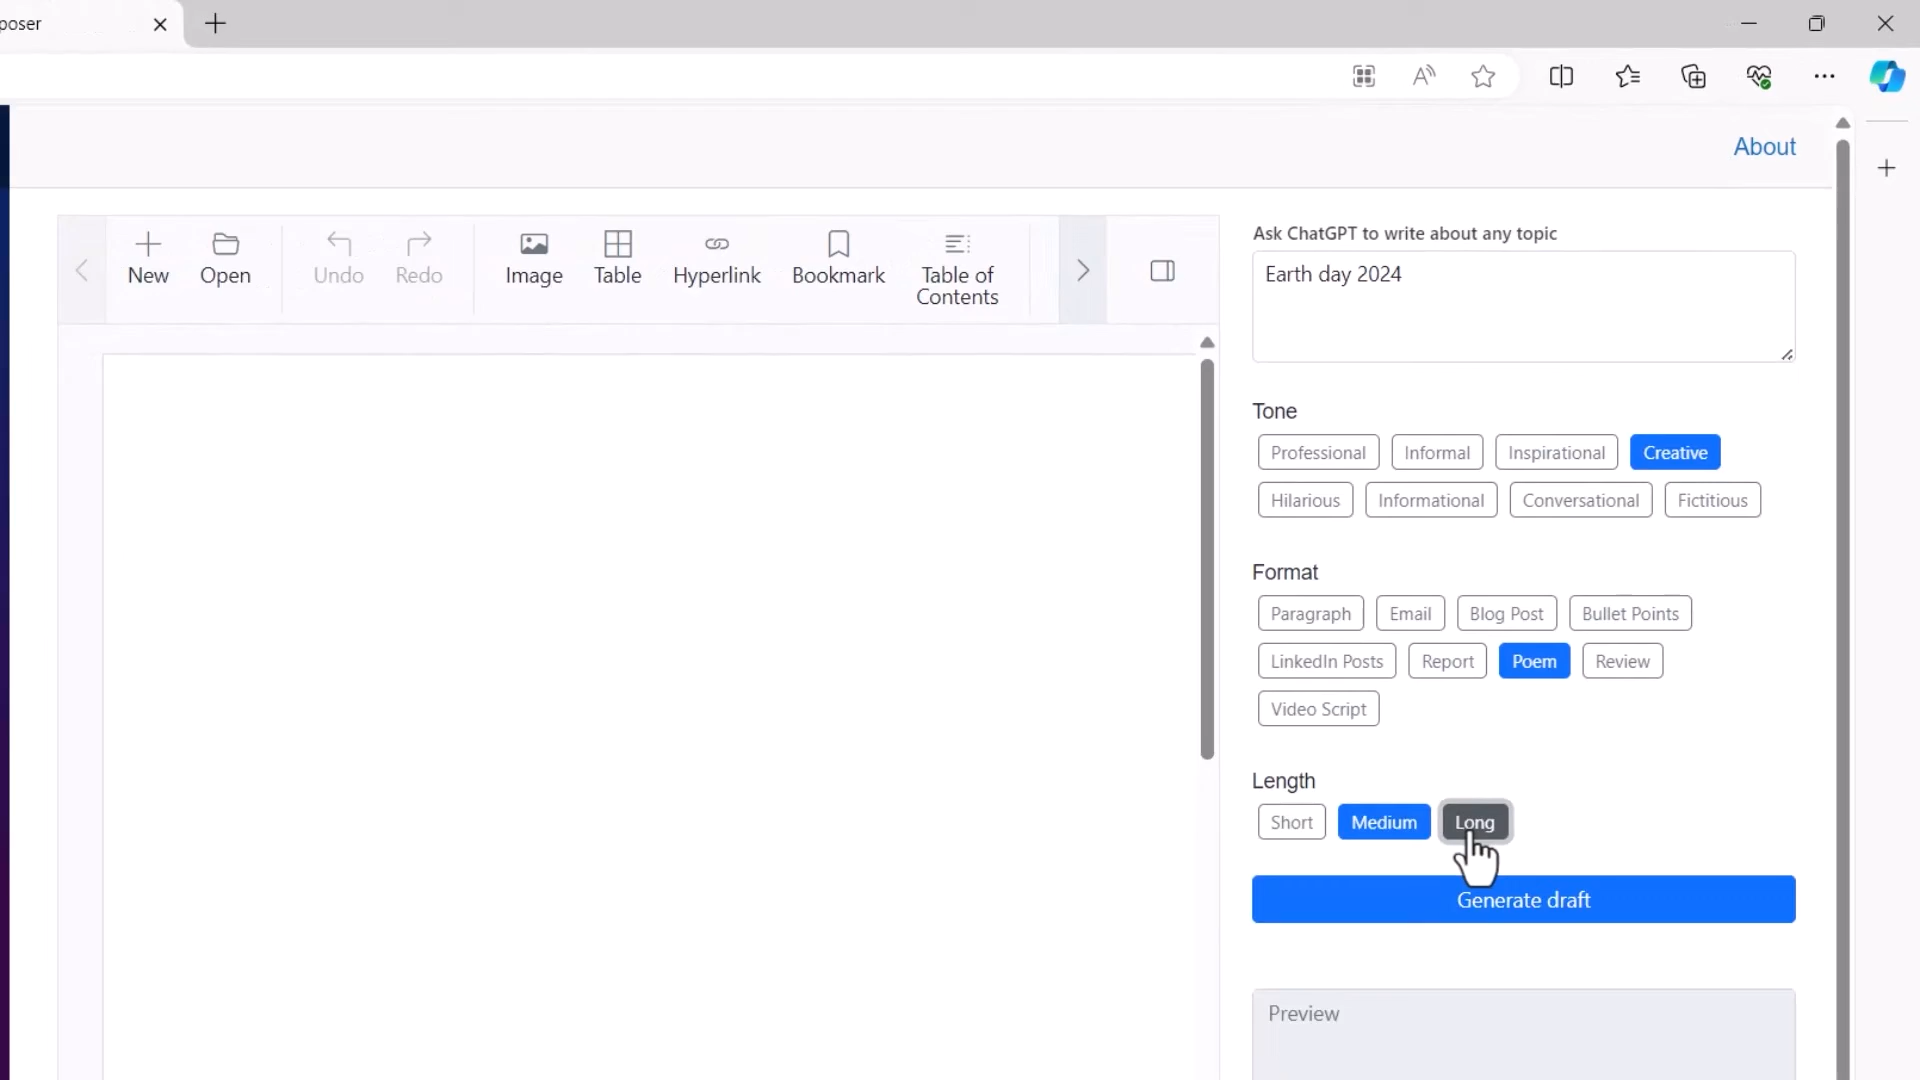 poser
About
New
Open
Undo
Redo
Image
Table
Hyperlink
Bookmark
Table of
Contents
Ask ChatGPT to write about any topic
Earth day 2024
Tone
Professional
Informal
Inspirational
Creative
Hilarious
Informational
Conversational
Fictitious
Format
Paragraph
Email
Blog Post
Bullet Points
LinkedIn Posts
Report
Poem
Review
Video Script
Length
Short
Medium
Long
Generate draft
Preview